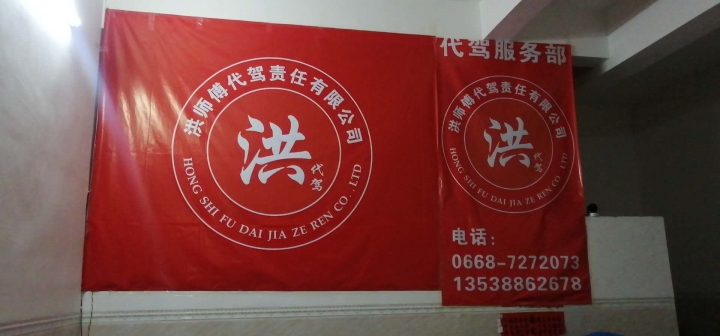 洪师傅代驾责任有限公司
洪
代驾
HONG SHI FU DAI JIA ZE REN CO., LTD
代驾服务部
洪师傅代驾责任有限公司
洪
代驾
HONG SHI FU DAI JIA ZE REN CO., LTD
电话:
0668-7272073
13538862678